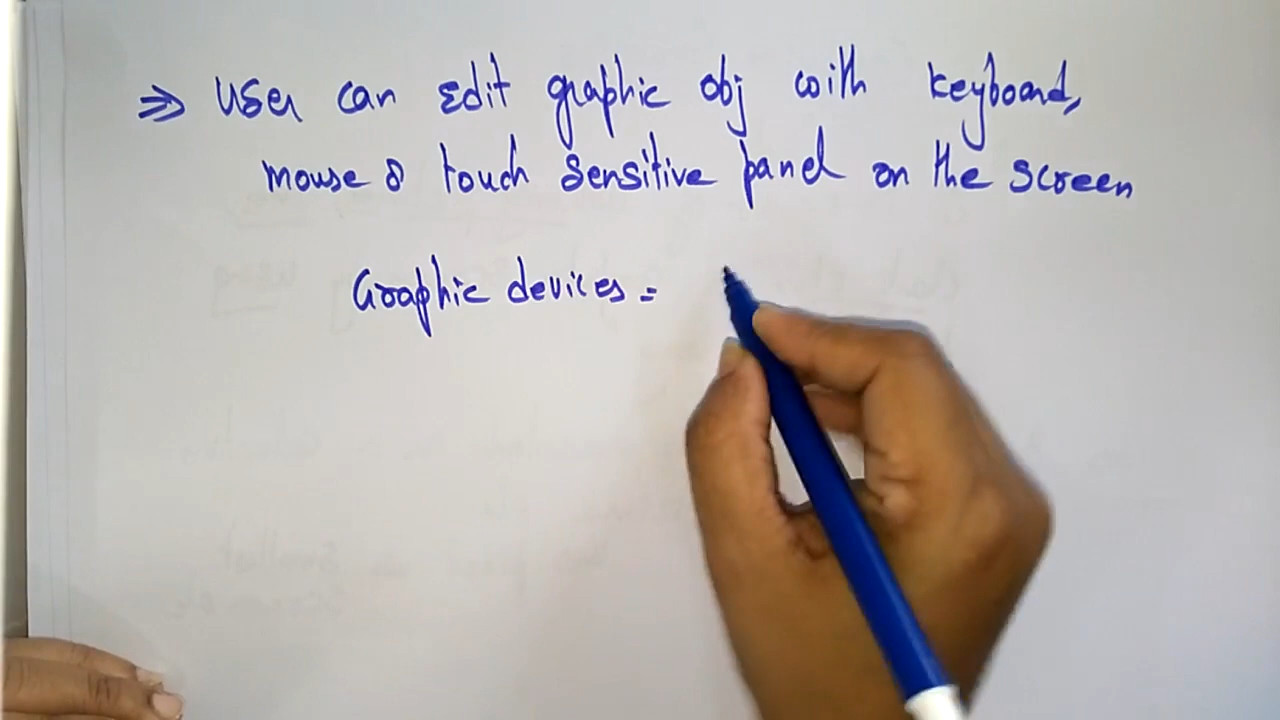 ⇒ User can Edit graphic obj with keyboard,
mouse & touch sensitive panel on the screen
Graphic devices =